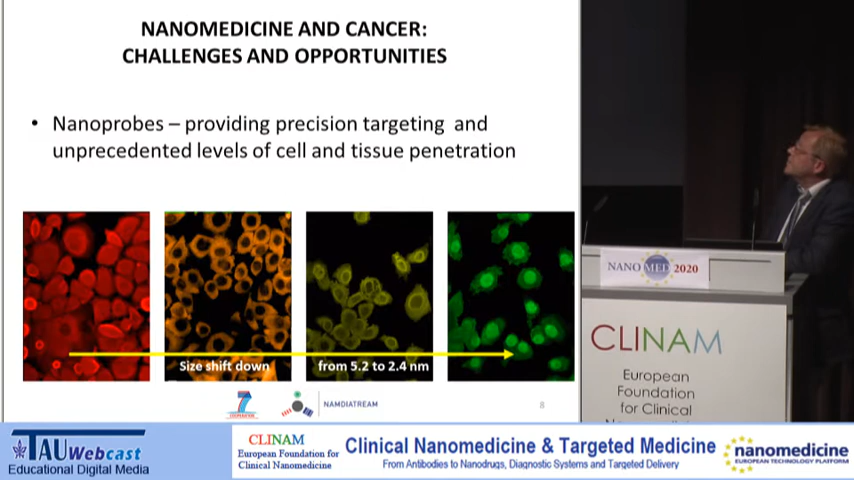 NANOMEDICINE AND CANCER:
CHALLENGES AND OPPORTUNITIES
• Nanoprobes – providing precision targeting and
unprecedented levels of cell and tissue penetration
Size shift down
from 5.2 to 2.4 nm
7
NAMDIATREAM
8
NANO MED 2020
CLINAM
European
Foundation
for Clinical
TAU Webcast
Educational Digital Media
CLINAM
European Foundation for
Clinical Nanomedicine
Clinical Nanomedicine & Targeted Medicine
From Antibodies to Nanodrugs, Diagnostic Systems and Targeted Delivery
nanomedicine
EUROPEAN TECHNOLOGY PLATFORM